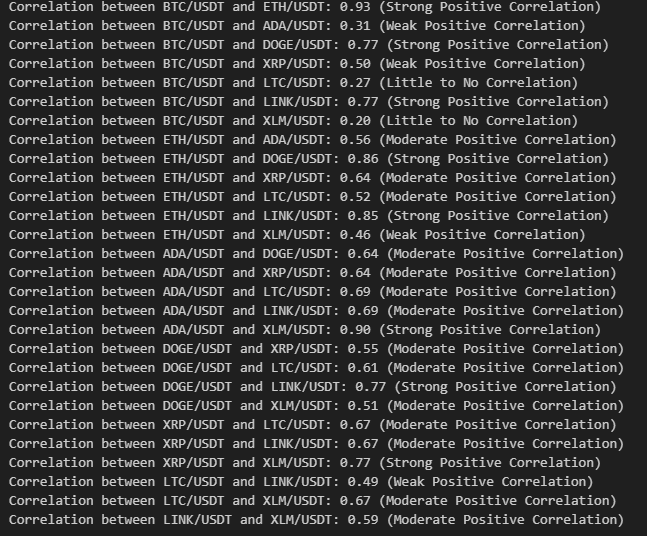 Correlation between BTC/USDT and ETH/USDT: 0.93 (Strong Positive Correlation)
Correlation between BTC/USDT and ADA/USDT: 0.31 (Weak Positive Correlation)
Correlation between BTC/USDT and DOGE/USDT: 0.77 (Strong Positive Correlation)
Correlation between BTC/USDT and XRP/USDT: 0.50 (Weak Positive Correlation)
Correlation between BTC/USDT and LTC/USDT: 0.27 (Little to No Correlation)
Correlation between BTC/USDT and LINK/USDT: 0.77 (Strong Positive Correlation)
Correlation between BTC/USDT and XLM/USDT: 0.20 (Little to No Correlation)
Correlation between ETH/USDT and ADA/USDT: 0.56 (Moderate Positive Correlation)
Correlation between ETH/USDT and DOGE/USDT: 0.86 (Strong Positive Correlation)
Correlation between ETH/USDT and XRP/USDT: 0.64 (Moderate Positive Correlation)
Correlation between ETH/USDT and LTC/USDT: 0.52 (Moderate Positive Correlation)
Correlation between ETH/USDT and LINK/USDT: 0.85 (Strong Positive Correlation)
Correlation between ETH/USDT and XLM/USDT: 0.46 (Weak Positive Correlation)
Correlation between ADA/USDT and DOGE/USDT: 0.64 (Moderate Positive Correlation)
Correlation between ADA/USDT and XRP/USDT: 0.64 (Moderate Positive Correlation)
Correlation between ADA/USDT and LTC/USDT: 0.69 (Moderate Positive Correlation)
Correlation between ADA/USDT and LINK/USDT: 0.69 (Moderate Positive Correlation)
Correlation between ADA/USDT and XLM/USDT: 0.90 (Strong Positive Correlation)
Correlation between DOGE/USDT and XRP/USDT: 0.55 (Moderate Positive Correlation)
Correlation between DOGE/USDT and LTC/USDT: 0.61 (Moderate Positive Correlation)
Correlation between DOGE/USDT and LINK/USDT: 0.77 (Strong Positive Correlation)
Correlation between DOGE/USDT and XLM/USDT: 0.51 (Moderate Positive Correlation)
Correlation between XRP/USDT and LTC/USDT: 0.67 (Moderate Positive Correlation)
Correlation between XRP/USDT and LINK/USDT: 0.67 (Moderate Positive Correlation)
Correlation between XRP/USDT and XLM/USDT: 0.77 (Strong Positive Correlation)
Correlation between LTC/USDT and LINK/USDT: 0.49 (Weak Positive Correlation)
Correlation between LTC/USDT and XLM/USDT: 0.67 (Moderate Positive Correlation)
Correlation between LINK/USDT and XLM/USDT: 0.59 (Moderate Positive Correlation)